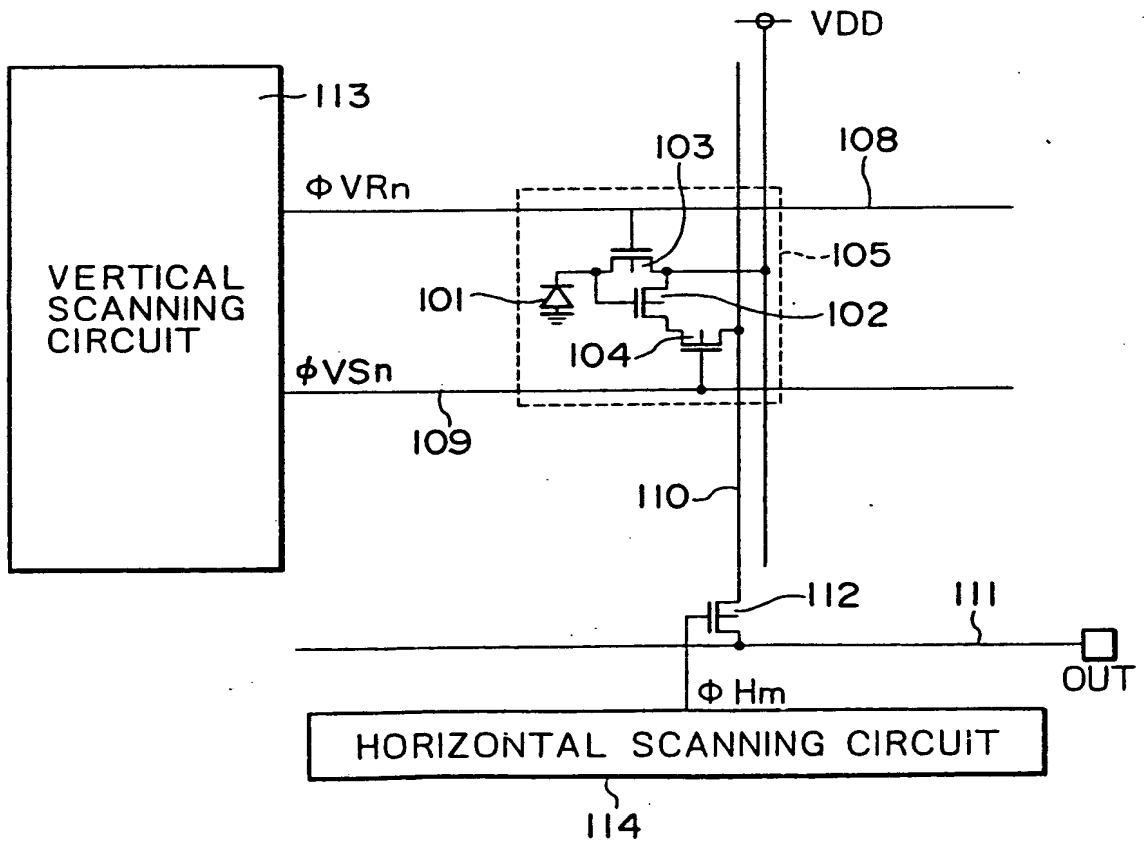 VDD
113
103
108
ΦVRn
105
VERTICAL
SCANNING
CIRCUIT
101
102
104
ϕVSn
109
110
112
111
OUT
ΦHm
HORIZONTAL SCANNING CIRCUIT
114